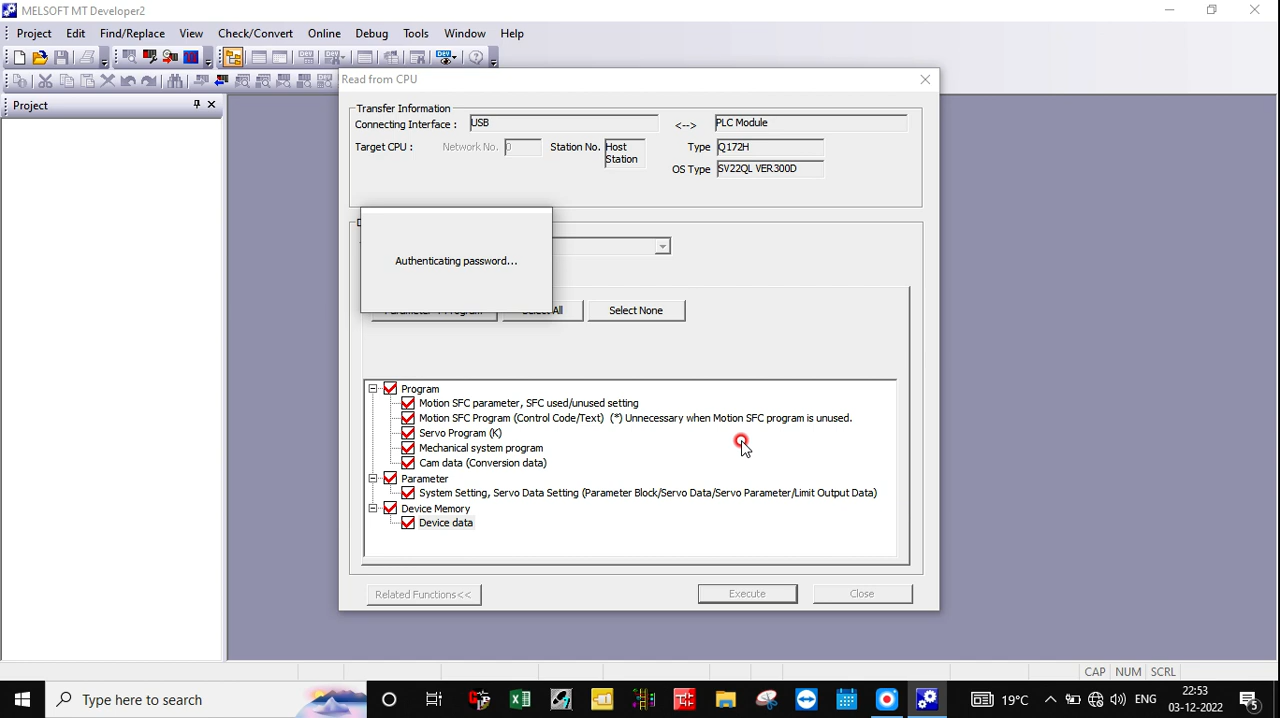 MELSOFT MT Developer2
Project Edit Find/Replace View Check/Convert Online Debug Tools Window Help
Project
Read from CPU
Transfer Information
Connecting Interface : USB <--> PLC Module
Target CPU : Network No. 0 Station No. Host Station Type Q172H
OS Type SV22QL VER300D
Authenticating password...
Parameter + Program Select All Select None
Program
Motion SFC parameter, SFC used/unused setting
Motion SFC Program (Control Code/Text) (*) Unnecessary when Motion SFC program is unused.
Servo Program (K)
Mechanical system program
Cam data (Conversion data)
Parameter
System Setting, Servo Data Setting (Parameter Block/Servo Data/Servo Parameter/Limit Output Data)
Device Memory
Device data
Related Functions<< Execute Close
CAP NUM SCRL
Type here to search
19°C
ENG
22:53
03-12-2022
5